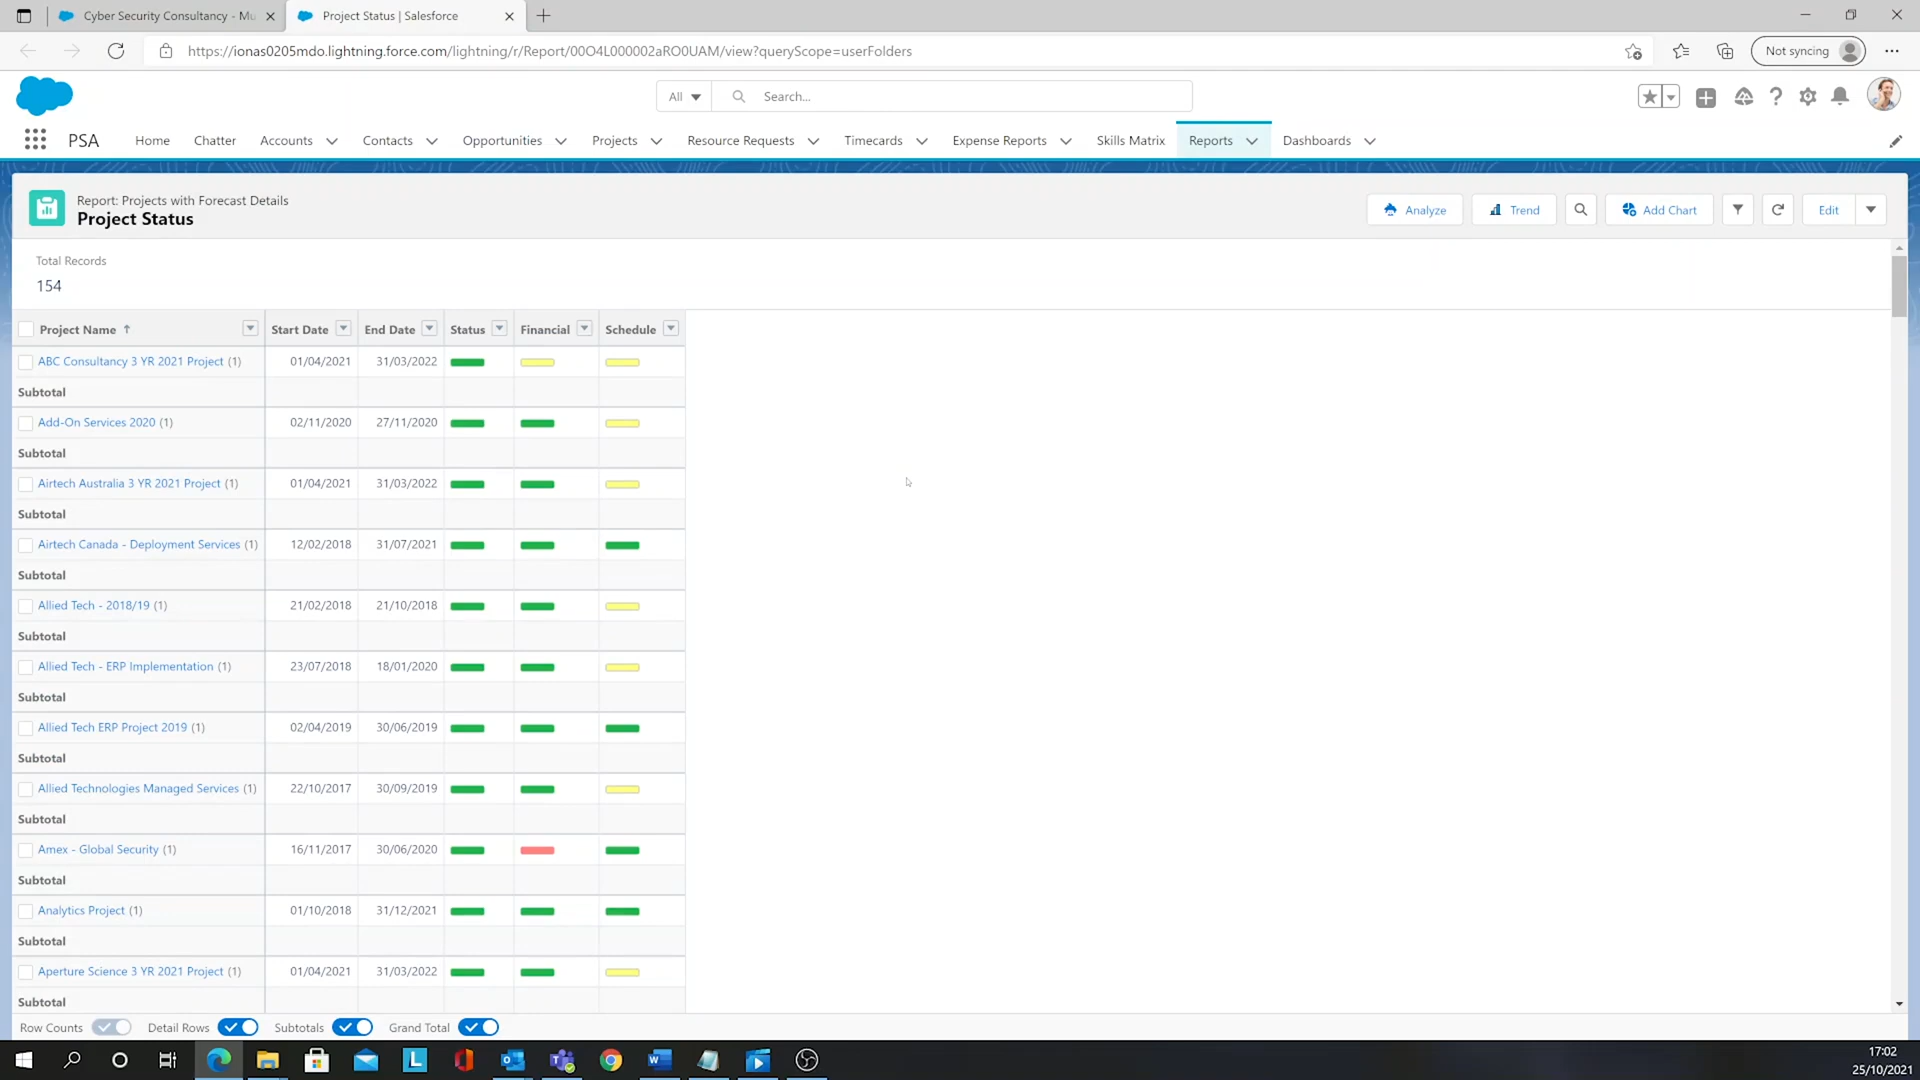 Cyber Security Consultancy - Mu
Project Status | Salesforce
https://ionas0205mdo.lightning.force.com/lightning/r/Report/00O4L000002aRO0UAM/view?queryScope=userFolders
Not syncing
All
Search...
PSA
Home
Chatter
Accounts
Contacts
Opportunities
Projects
Resource Requests
Timecards
Expense Reports
Skills Matrix
Reports
Dashboards
Report: Projects with Forecast Details
Project Status
Analyze
Trend
Add Chart
Edit
Total Records
154
Project Name ↑ Start Date End Date Status Financial Schedule
ABC Consultancy 3 YR 2021 Project (1) 01/04/2021 31/03/2022
Subtotal
Add-On Services 2020 (1) 02/11/2020 27/11/2020
Subtotal
Airtech Australia 3 YR 2021 Project (1) 01/04/2021 31/03/2022
Subtotal
Airtech Canada - Deployment Services (1) 12/02/2018 31/07/2021
Subtotal
Allied Tech - 2018/19 (1) 21/02/2018 21/10/2018
Subtotal
Allied Tech - ERP Implementation (1) 23/07/2018 18/01/2020
Subtotal
Allied Tech ERP Project 2019 (1) 02/04/2019 30/06/2019
Subtotal
Allied Technologies Managed Services (1) 22/10/2017 30/09/2019
Subtotal
Amex - Global Security (1) 16/11/2017 30/06/2020
Subtotal
Analytics Project (1) 01/10/2018 31/12/2021
Subtotal
Aperture Science 3 YR 2021 Project (1) 01/04/2021 31/03/2022
Subtotal
Row Counts Detail Rows Subtotals Grand Total
17:02
25/10/2021